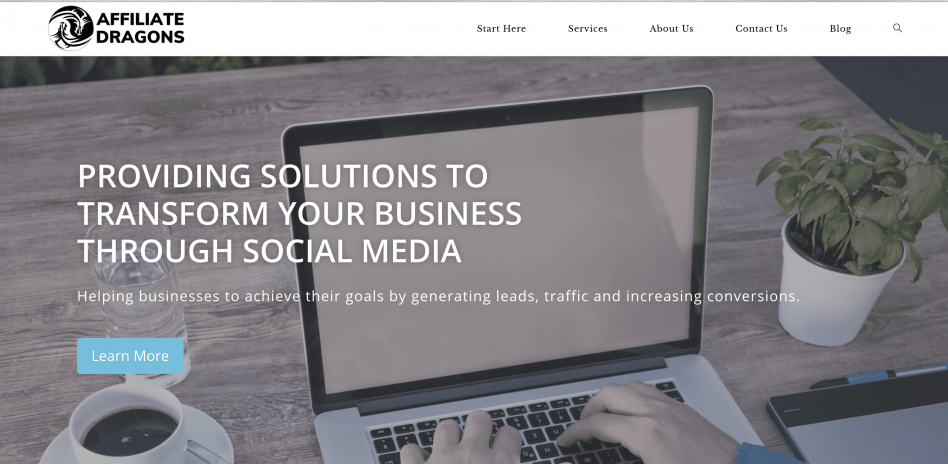 AFFILIATE
DRAGONS
Start Here Services About Us Contact Us Blog
PROVIDING SOLUTIONS TO
TRANSFORM YOUR BUSINESS
THROUGH SOCIAL MEDIA
Helping businesses to achieve their goals by generating leads, traffic and increasing conversions.
Learn More